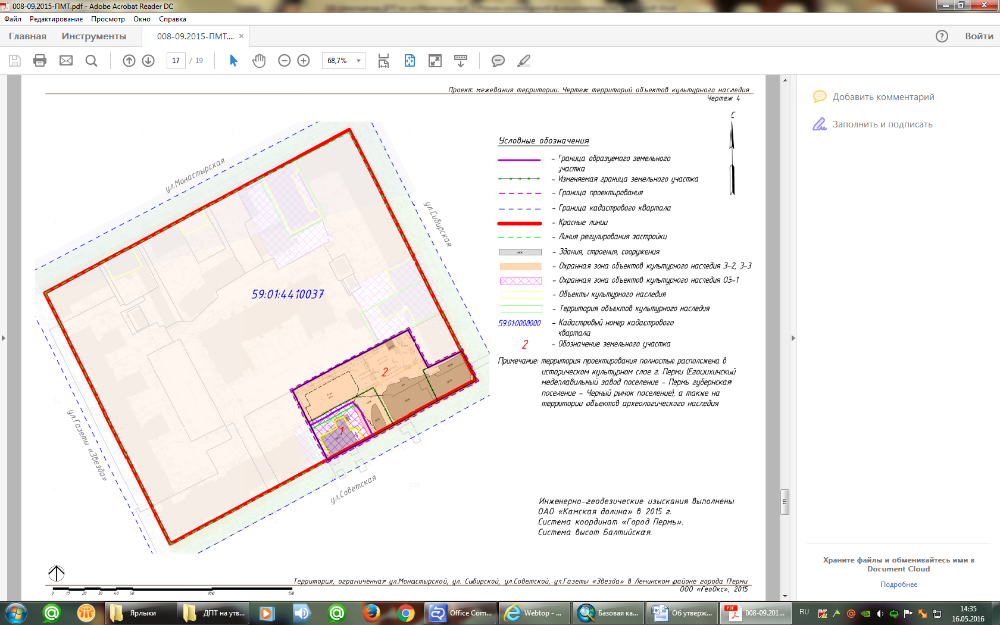 008-09.2015-ПМТ.pdf - Adobe Acrobat Reader DC
Файл Редактирование Просмотр Окно Справка
Главная Инструменты 008-09.2015-ПМТ.... × Войти
17 / 19 68,7%
Проект межевания территории. Чертеж территорий объектов культурного наследия
Чертеж 4
С
Условные обозначения
- Граница образуемого земельного
участка
- Изменяемая граница земельного участка
- Граница проектирования
- Граница кадастрового квартала
- Красные линии
- Линия регулирования застройки
- Здания, строения, сооружения
- Охранная зона объектов культурного наследия З-2, З-3
- Охранная зона объектов культурного наследия ОЗ-1
- Объекты культурного наследия
- Территория объектов культурного наследия
59:01:0000000 - Кадастровый номер кадастрового
квартала
2 - Обозначение земельного участка
Примечание: территория проектирования полностью расположена в
историческом культурном слое г. Перми (Егошихинский
медеплавильный завод поселение - Пермь губернская
поселение - Черный рынок поселение), а также на
территории объектов археологического наследия
ул.Монастырская
ул.Сибирская
59:01:4410037
2
1
ул.Газеты «Звезда»
ул.Советская
Инженерно-геодезические изыскания выполнены
ОАО «Камская долина» в 2015 г.
Система координат «Город Пермь».
Система высот Балтийская.
Территория, ограниченная ул.Монастырской, ул. Сибирской, ул.Советской, ул.Газеты «Звезда» в Ленинском районе города Перми
ООО «ГеоОкс», 2015
0 10 20 30 40 50 100 150
Добавить комментарий
Заполнить и подписать
Храните файлы и обменивайтесь ими в
Document Cloud
Подробнее
Ярлыки ДПТ на утв... Office Com... Webtop - ... Базовая ка... Об утверж... 008-09.201... RU 14:35
16.05.2016